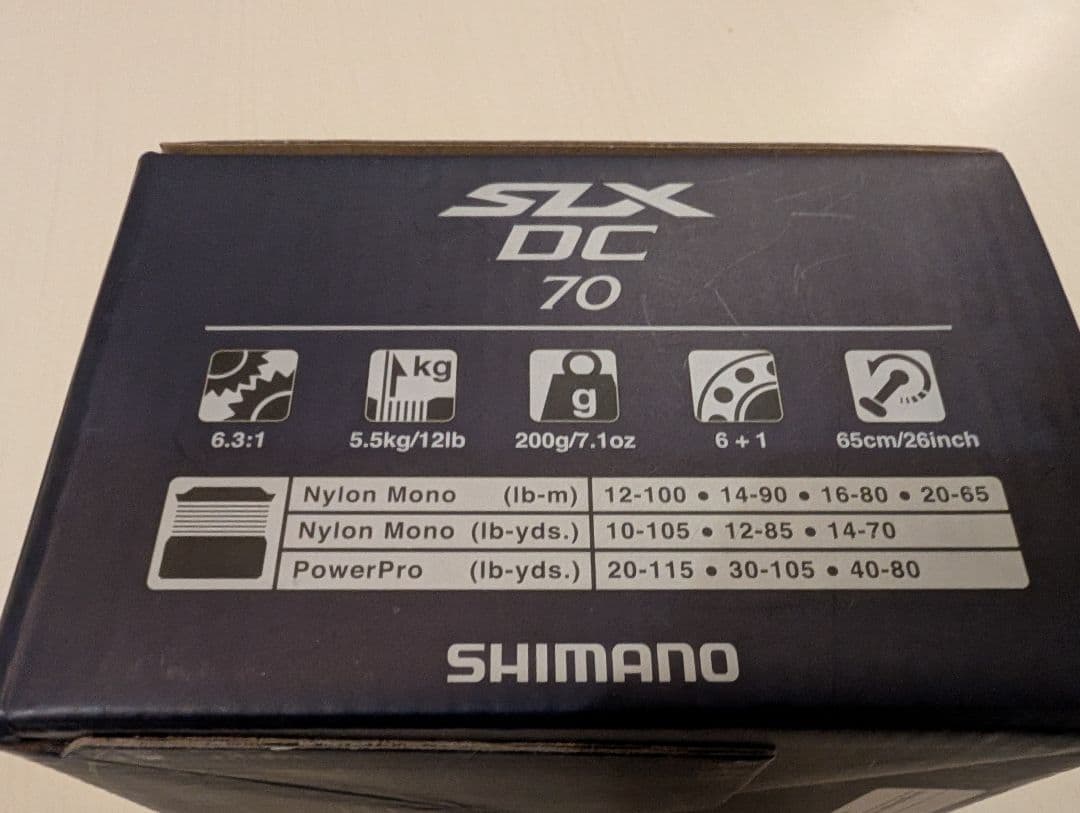 SLX
DC
70
kg
g
6.3:1
5.5kg/12lb
200g/7.1oz
6+1
65cm/26inch
Nylon Mono (lb-m) 12-100 • 14-90 • 16-80 • 20-65
Nylon Mono (lb-yds.) 10-105 • 12-85 • 14-70
PowerPro (lb-yds.) 20-115 • 30-105 • 40-80
SHIMANO